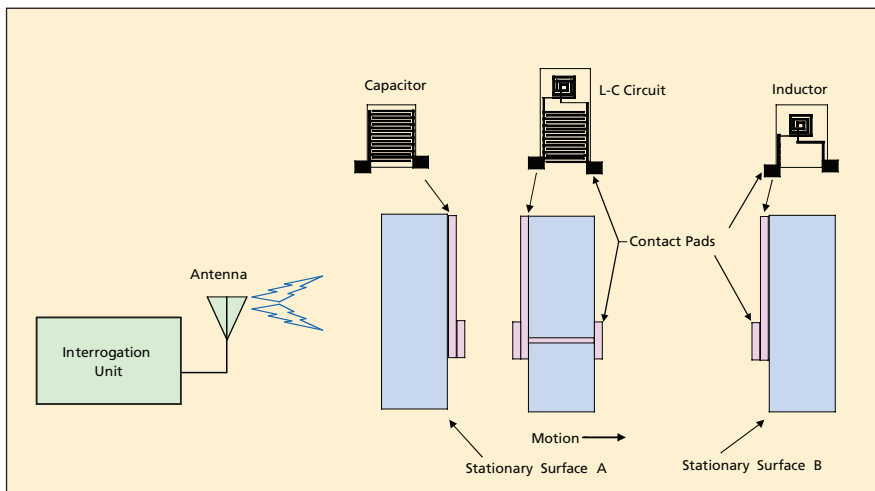 Capacitor
L-C Circuit
Inductor
Contact Pads
Antenna
Interrogation
Unit
Motion
Stationary Surface A
Stationary Surface B